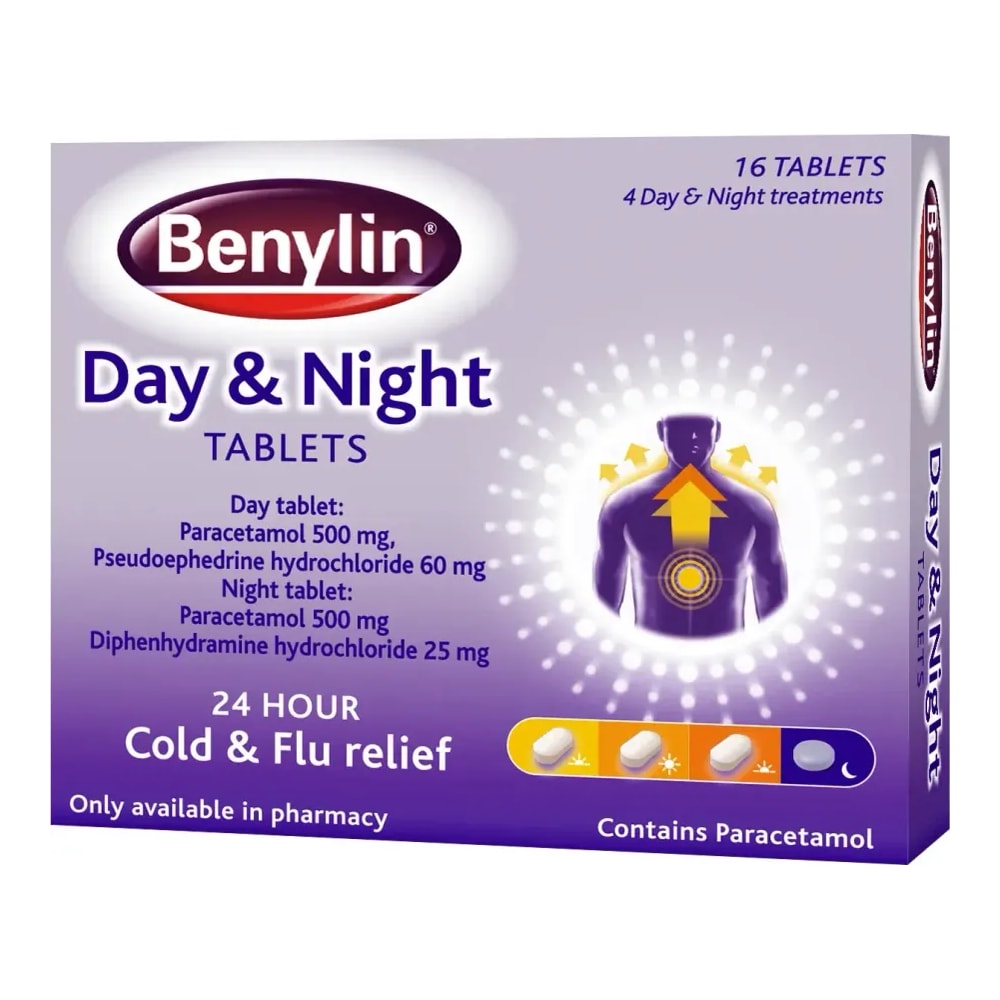 16 TABLETS
4 Day & Night treatments
Benylin®
Day & Night
TABLETS
Day tablet:
Paracetamol 500 mg,
Pseudoephedrine hydrochloride 60 mg
Night tablet:
Paracetamol 500 mg
Diphenhydramine hydrochloride 25 mg
24 HOUR
Cold & Flu relief
Only available in pharmacy
Contains Paracetamol
Benylin
Day & Night
TABLETS